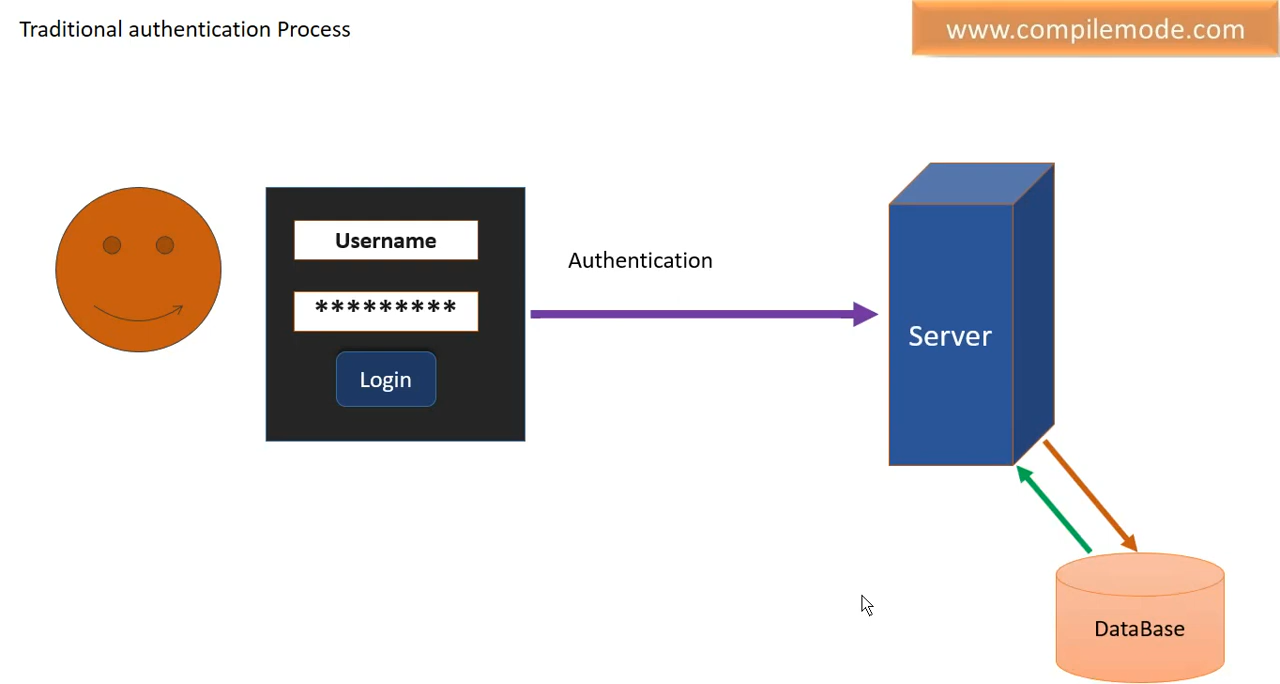 Traditional authentication Process
www.compilemode.com
Username
*********
Authentication
Login
Server
DataBase